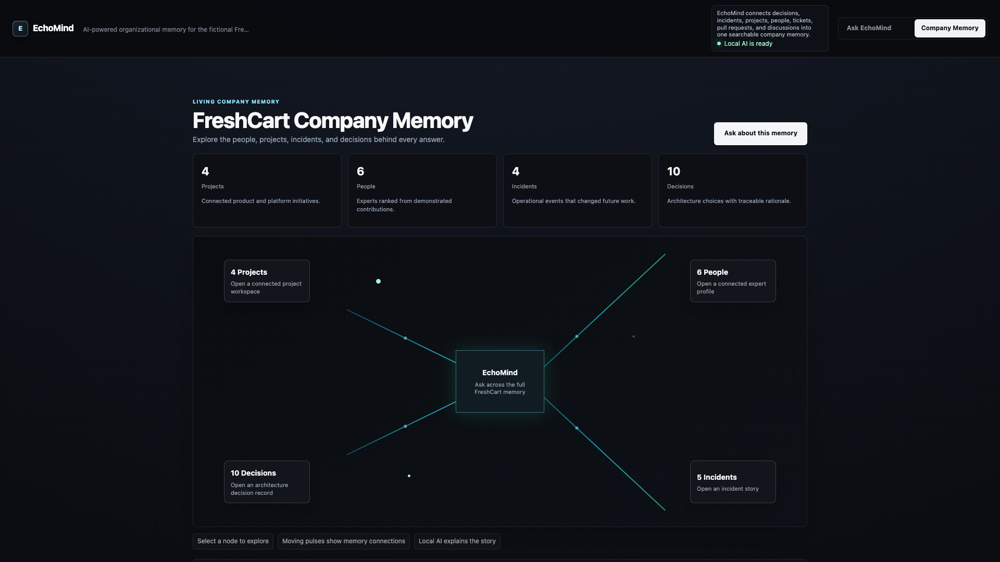 E
EchoMind
AI-powered organizational memory for the fictional Fre...
EchoMind connects decisions,
incidents, projects, people, tickets,
pull requests, and discussions into
one searchable company memory.
Local AI is ready
Ask EchoMind
Company Memory
LIVING COMPANY MEMORY
FreshCart Company Memory
Explore the people, projects, incidents, and decisions behind every answer.
Ask about this memory
4
Projects
Connected product and platform initiatives.
6
People
Experts ranked from demonstrated
contributions.
4
Incidents
Operational events that changed future work.
10
Decisions
Architecture choices with traceable rationale.
4 Projects
Open a connected project
workspace
6 People
Open a connected expert
profile
EchoMind
Ask across the full
FreshCart memory
10 Decisions
Open an architecture
decision record
5 Incidents
Open an incident story
Select a node to explore
Moving pulses show memory connections
Local AI explains the story